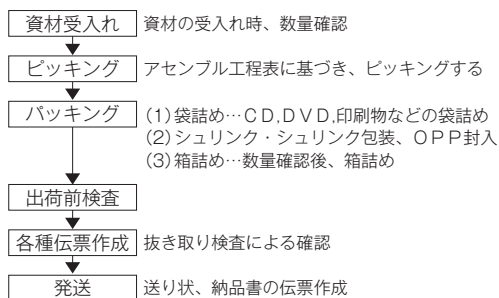 資材受入れ 資材の受入れ時、数量確認
ピッキング アセンブル工程表に基づき、ピッキングする
パッキング (1)袋詰め…ＣＤ,ＤＶＤ,印刷物などの袋詰め
(2)シュリンク・シュリンク包装、ＯＰＰ封入
(3)箱詰め…数量確認後、箱詰め
出荷前検査
各種伝票作成 抜き取り検査による確認
発送 送り状、納品書の伝票作成